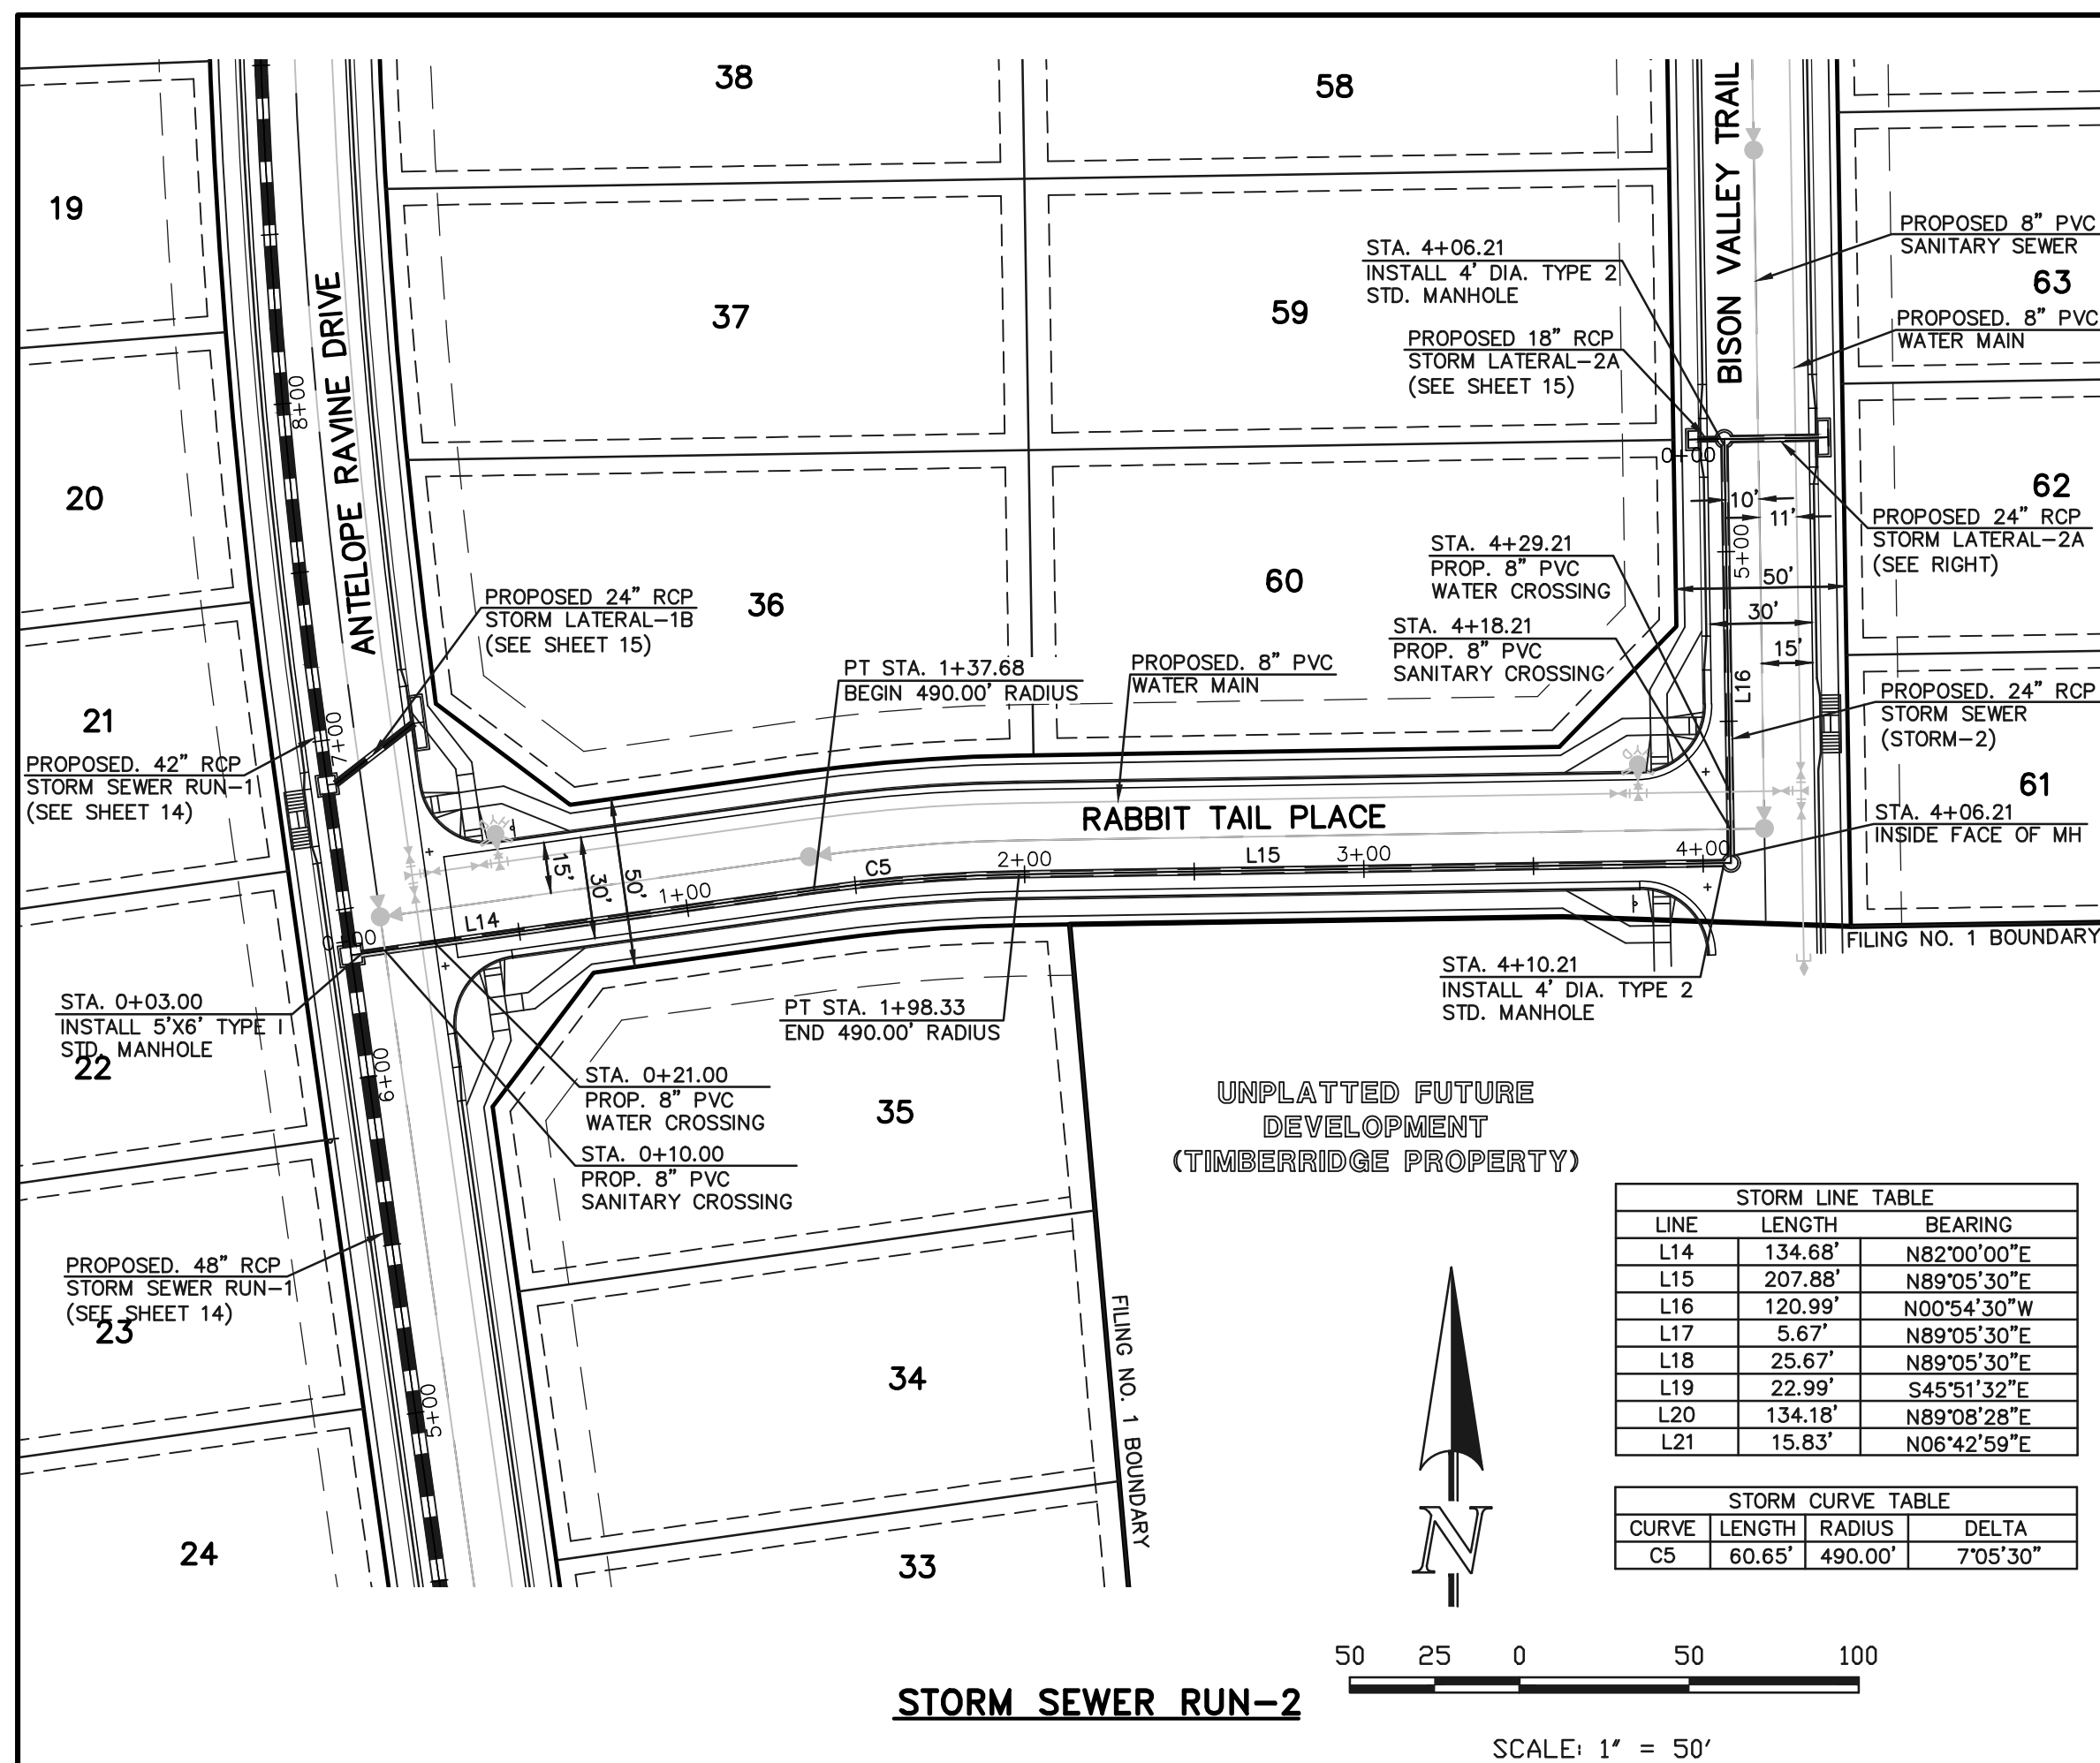 38
58
19
37
59
63
20
36
60
62
21
61
22
35
23
34
24
33
ANTELOPE RAVINE DRIVE
BISON VALLEY TRAIL
RABBIT TAIL PLACE
STA. 4+06.21
INSTALL 4' DIA. TYPE 2
STD. MANHOLE
PROPOSED 18" RCP
STORM LATERAL-2A
(SEE SHEET 15)
PROPOSED 8" PVC
SANITARY SEWER
PROPOSED. 8" PVC
WATER MAIN
0+00
10'
11'
5+00
50'
30'
15'
L16
PROPOSED 24" RCP
STORM LATERAL-2A
(SEE RIGHT)
STA. 4+29.21
PROP. 8" PVC
WATER CROSSING
STA. 4+18.21
PROP. 8" PVC
SANITARY CROSSING
PROPOSED. 24" RCP
STORM SEWER
(STORM-2)
STA. 4+06.21
INSIDE FACE OF MH
FILING NO. 1 BOUNDARY
8+00
7+00
PROPOSED 24" RCP
STORM LATERAL-1B
(SEE SHEET 15)
PROPOSED. 42" RCP
STORM SEWER RUN-1
(SEE SHEET 14)
PT STA. 1+37.68
BEGIN 490.00' RADIUS
PROPOSED. 8" PVC
WATER MAIN
15'
30'
50'
0+00
L14
1+00
C5
2+00
L15
3+00
4+00
STA. 0+03.00
INSTALL 5'X6' TYPE I
STD. MANHOLE
PT STA. 1+98.33
END 490.00' RADIUS
STA. 4+10.21
INSTALL 4' DIA. TYPE 2
STD. MANHOLE
6+00
STA. 0+21.00
PROP. 8" PVC
WATER CROSSING
STA. 0+10.00
PROP. 8" PVC
SANITARY CROSSING
UNPLATTED FUTURE
DEVELOPMENT
(TIMBERRIDGE PROPERTY)
PROPOSED. 48" RCP
STORM SEWER RUN-1
(SEE SHEET 14)
5+00
FILING NO. 1 BOUNDARY
STORM LINE TABLE
LINE LENGTH BEARING
L14 134.68' N82°00'00"E
L15 207.88' N89°05'30"E
L16 120.99' N00°54'30"W
L17 5.67' N89°05'30"E
L18 25.67' N89°05'30"E
L19 22.99' S45°51'32"E
L20 134.18' N89°08'28"E
L21 15.83' N06°42'59"E
STORM CURVE TABLE
CURVE LENGTH RADIUS DELTA
C5 60.65' 490.00' 7°05'30"
N
50 25 0 50 100
STORM SEWER RUN-2
SCALE: 1" = 50'